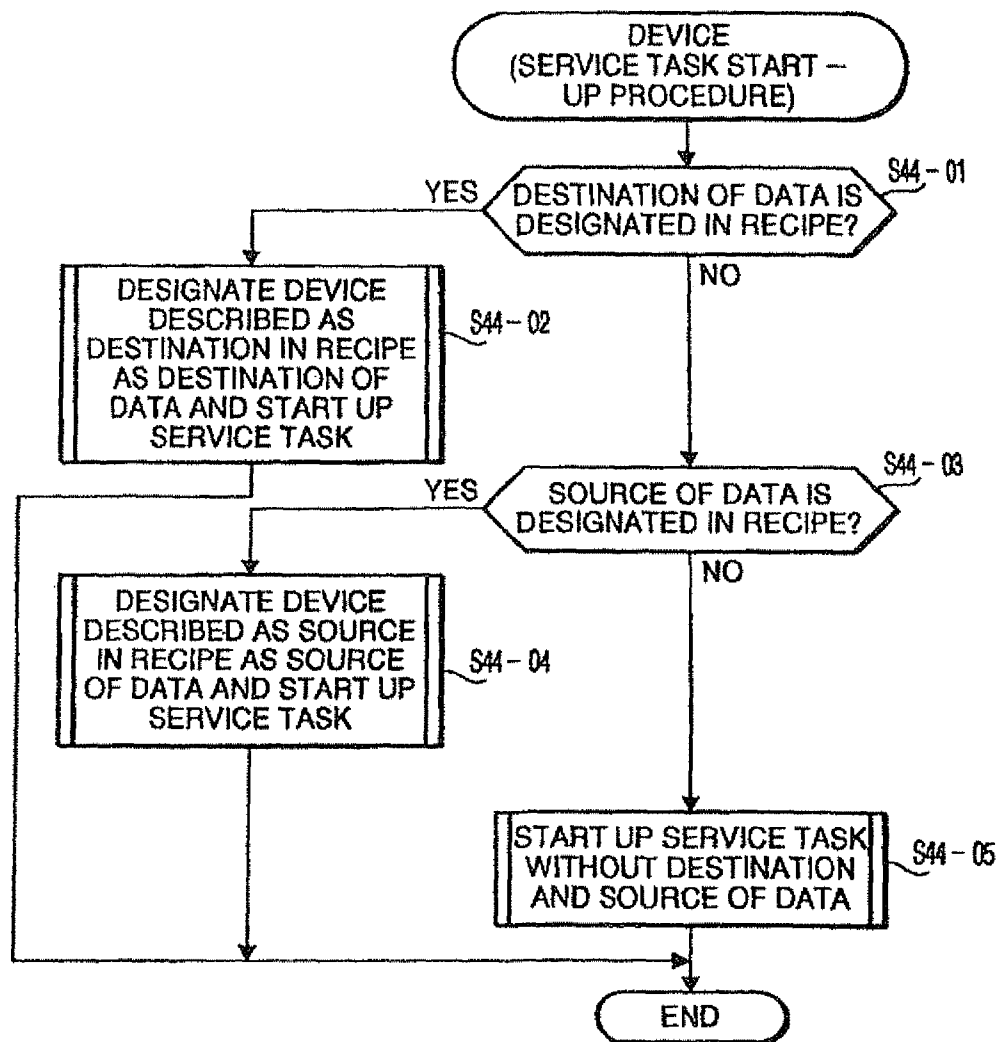 DEVICE
(SERVICE TASK START –
UP PROCEDURE)
S44 - 01
YES
DESTINATION OF DATA IS
DESIGNATED IN RECIPE?
NO
DESIGNATE DEVICE
DESCRIBED AS
DESTINATION IN RECIPE
AS DESTINATION OF
DATA AND START UP
SERVICE TASK
S44 - 02
S44 - 03
YES
SOURCE OF DATA IS
DESIGNATED IN RECIPE?
NO
DESIGNATE DEVICE
DESCRIBED AS SOURCE
IN RECIPE AS SOURCE
OF DATA AND START UP
SERVICE TASK
S44 - 04
START UP SERVICE TASK
WITHOUT DESTINATION
AND SOURCE OF DATA
S44 - 05
END